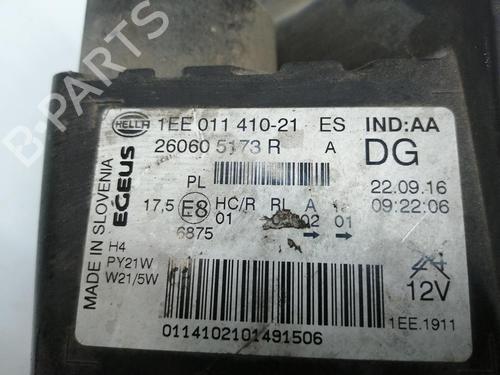 B-PARTS
HELLA
1EE 011 410-21 ES IND:AA
26060 5173 R A DG
PL
22.09.16
17,5 E8 HC/R RL A
01 02 01
09:22:06
6875
→ →
H4
PY21W
W21/5W
12V
1EE.1911
0114102101491506
MADE IN SLOVENIA
EGEUS